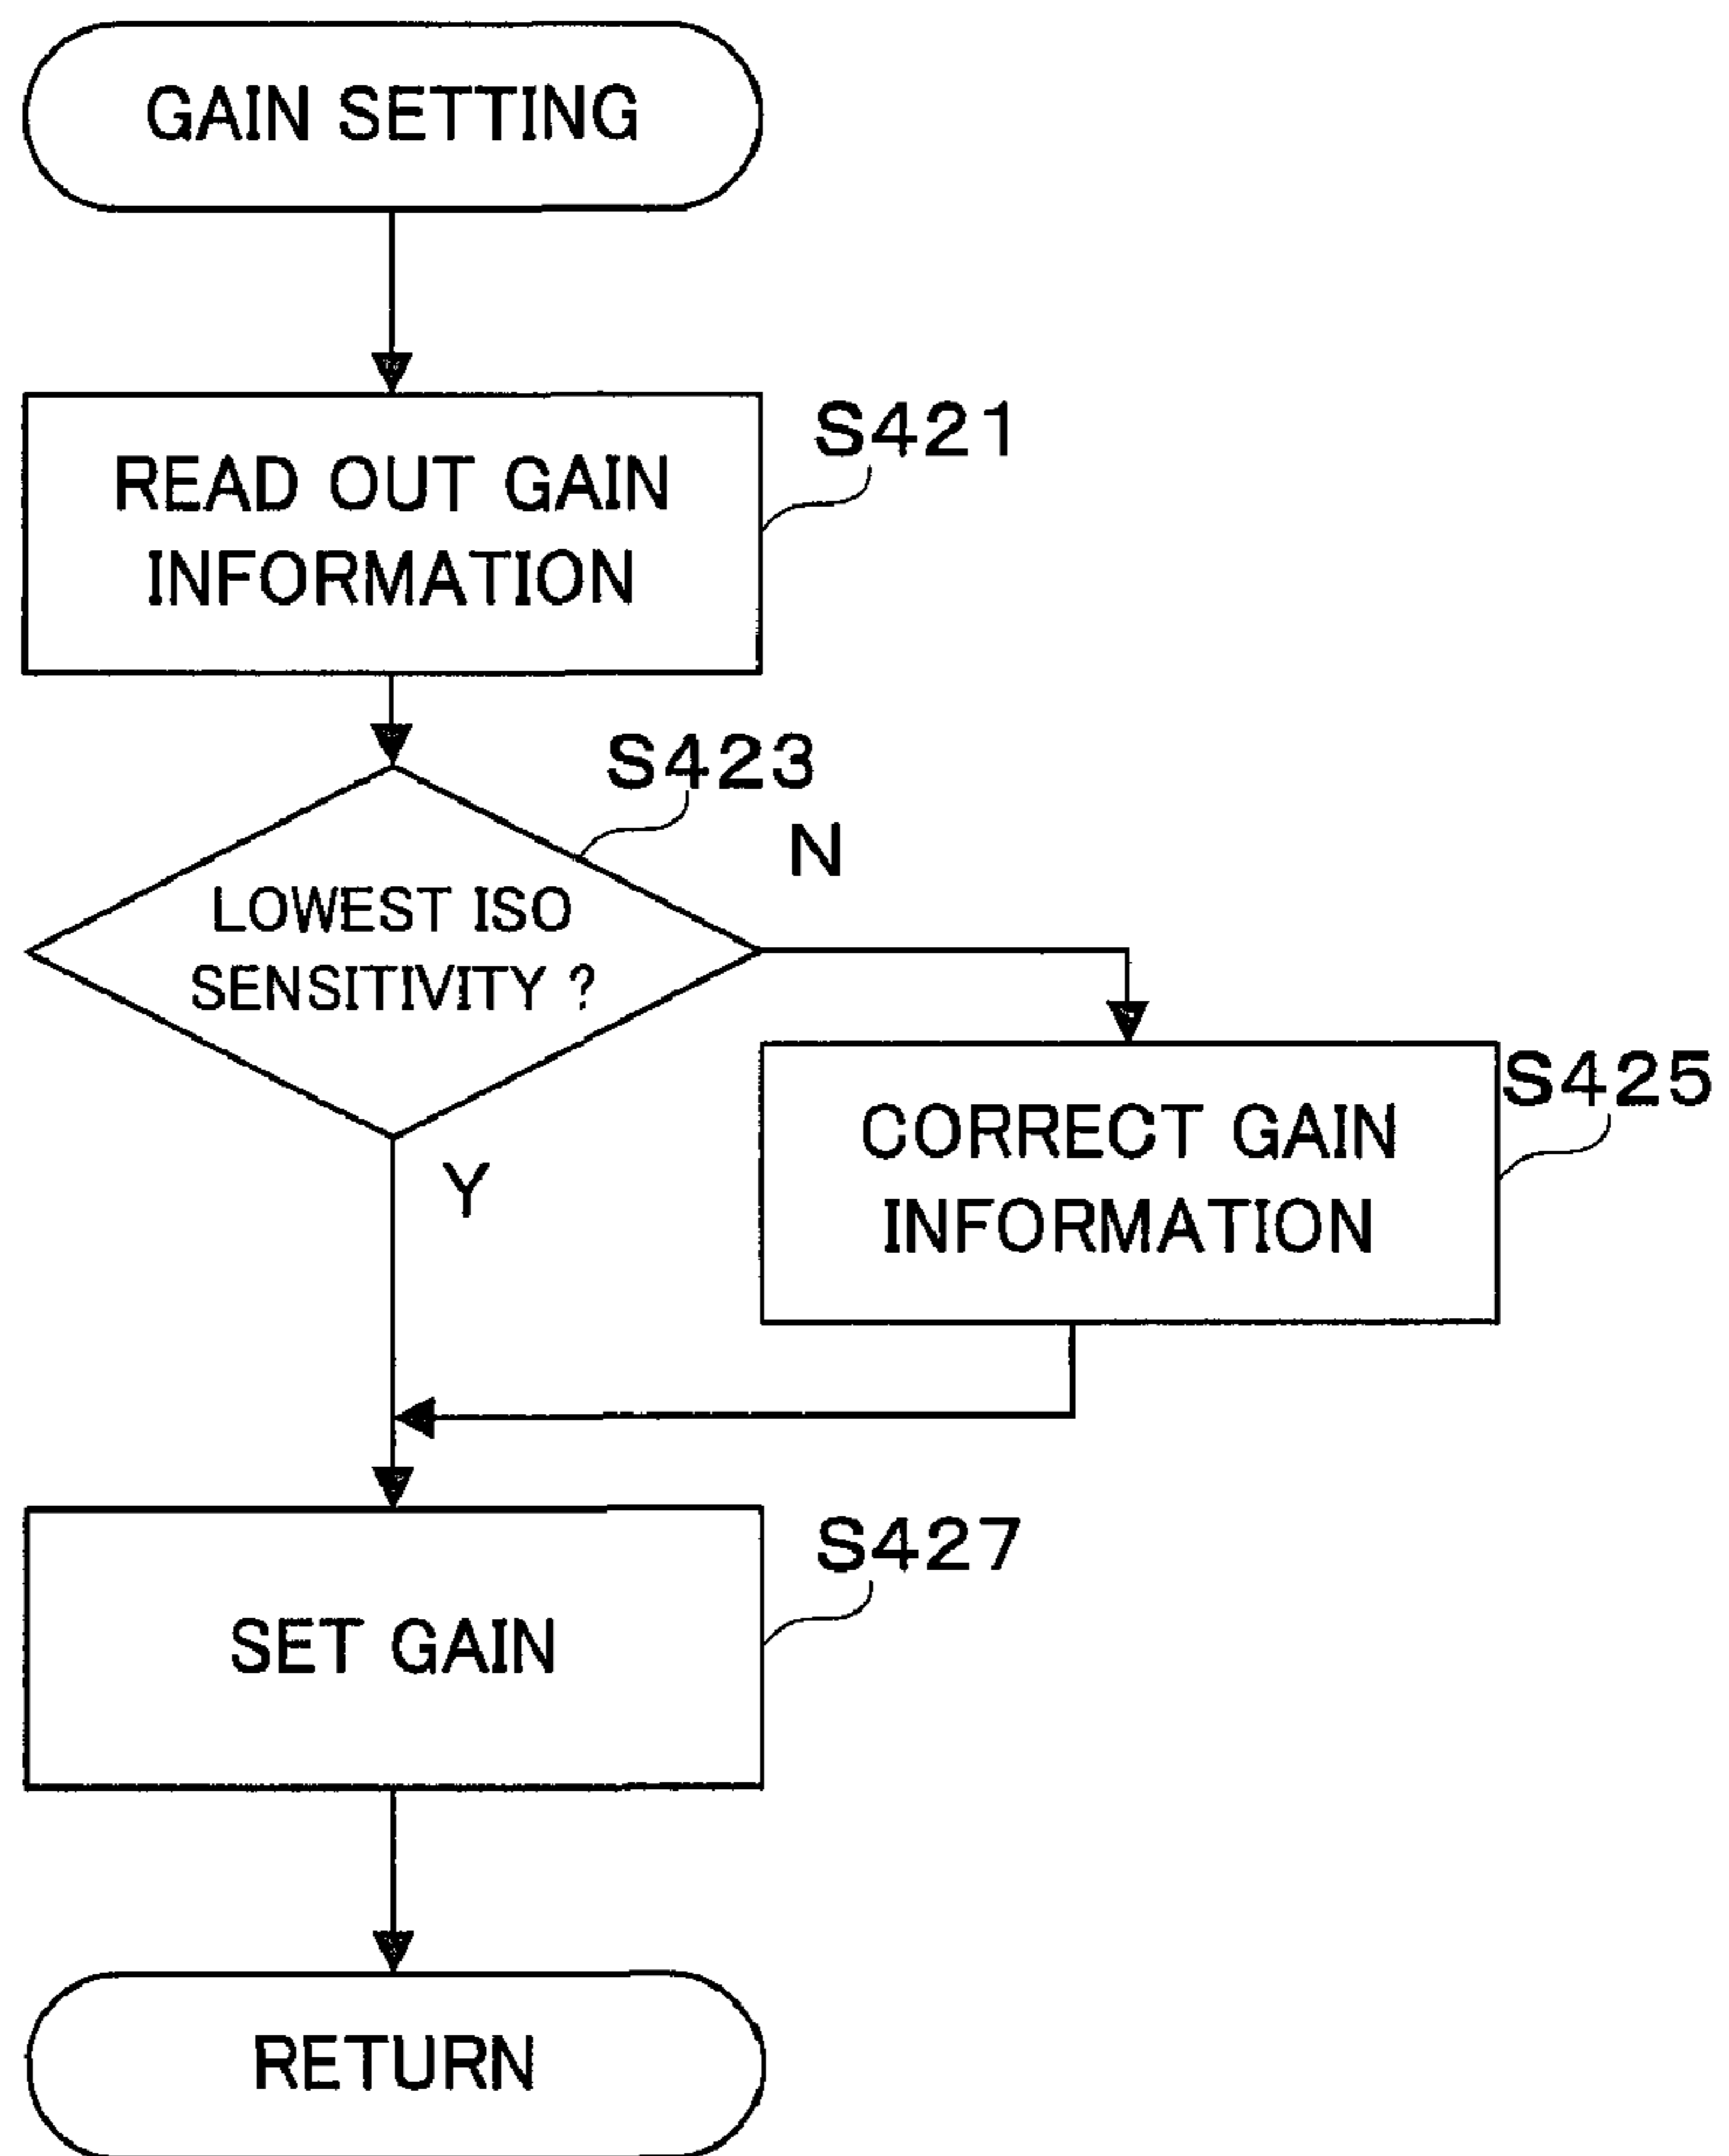 GAIN SETTING
S421
READ OUT GAIN
INFORMATION
S423
N
LOWEST ISO
SENSITIVITY ?
Y
S425
CORRECT GAIN
INFORMATION
S427
SET GAIN
RETURN